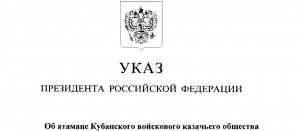 УКАЗ
ПРЕЗИДЕНТА РОССИЙСКОЙ ФЕДЕРАЦИИ
Об атамане Кубанского войскового казачьего общества